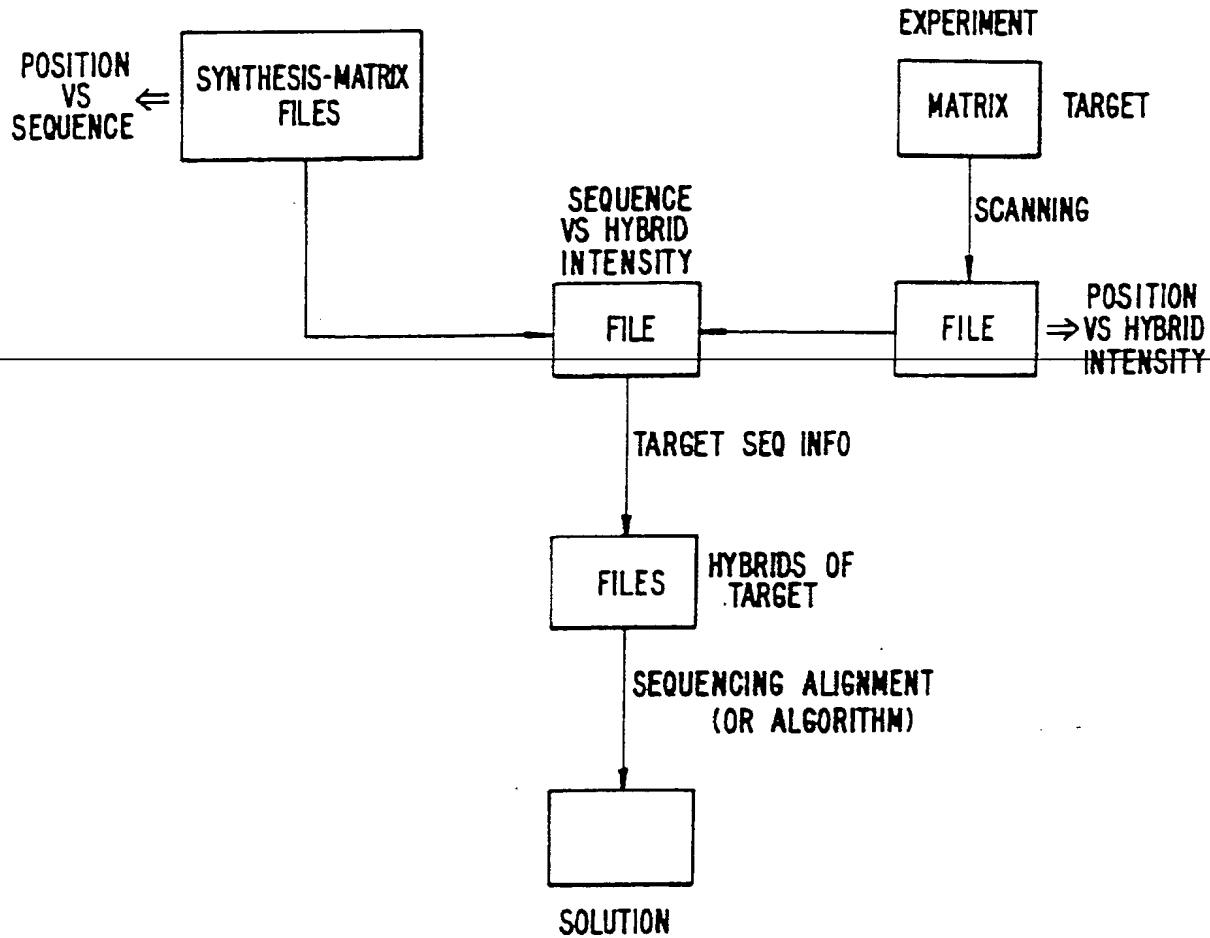 EXPERIMENT
POSITION
VS
SEQUENCE
SYNTHESIS-MATRIX
FILES
MATRIX
TARGET
SCANNING
SEQUENCE
VS HYBRID
INTENSITY
FILE
FILE
POSITION
VS HYBRID
INTENSITY
TARGET SEQ INFO
FILES
HYBRIDS OF
TARGET
SEQUENCING ALIGNMENT
(OR ALGORITHM)
SOLUTION